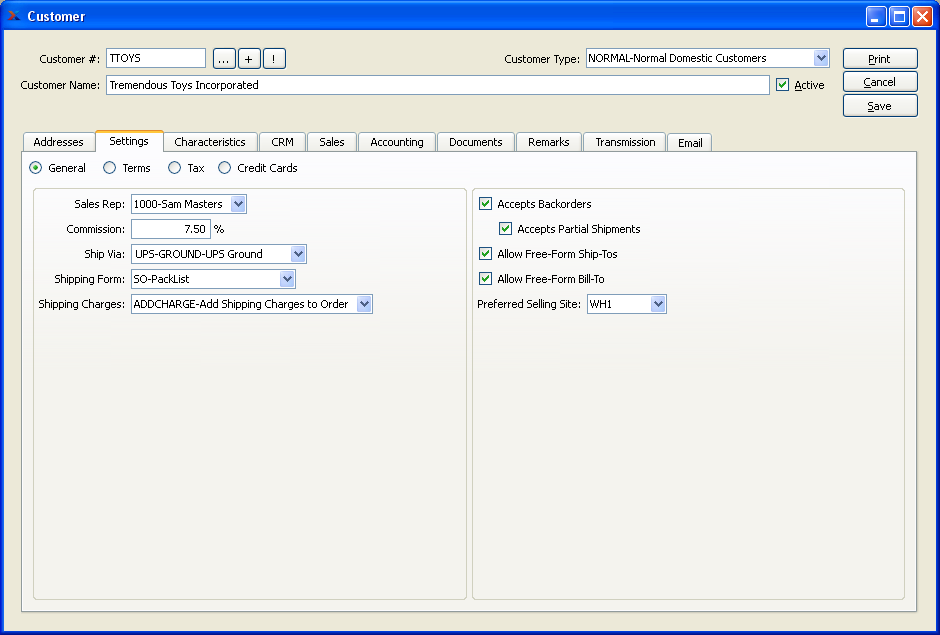 Customer
Customer #: TTOYS ... + ! Customer Type: NORMAL-Normal Domestic Customers Print
Customer Name: Tremendous Toys Incorporated Active Cancel
Save
Addresses Settings Characteristics CRM Sales Accounting Documents Remarks Transmission Email
General Terms Tax Credit Cards
Sales Rep: 1000-Sam Masters
Commission: 7.50 %
Ship Via: UPS-GROUND-UPS Ground
Shipping Form: SO-PackList
Shipping Charges: ADDCHARGE-Add Shipping Charges to Order
Accepts Backorders
Accepts Partial Shipments
Allow Free-Form Ship-Tos
Allow Free-Form Bill-To
Preferred Selling Site: WH1